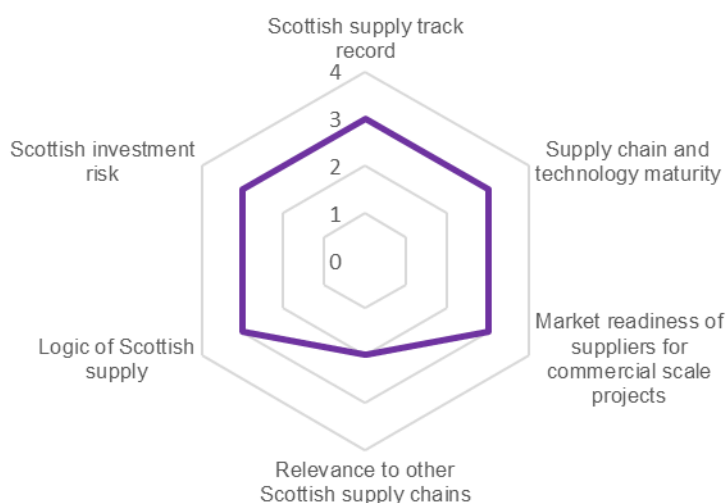 Scottish supply track
record
4
3
Scottish investment
risk
Supply chain and
technology maturity
2
1
0
Logic of Scottish
supply
Market readiness of
suppliers for
commercial scale
projects
Relevance to other
Scottish supply chains